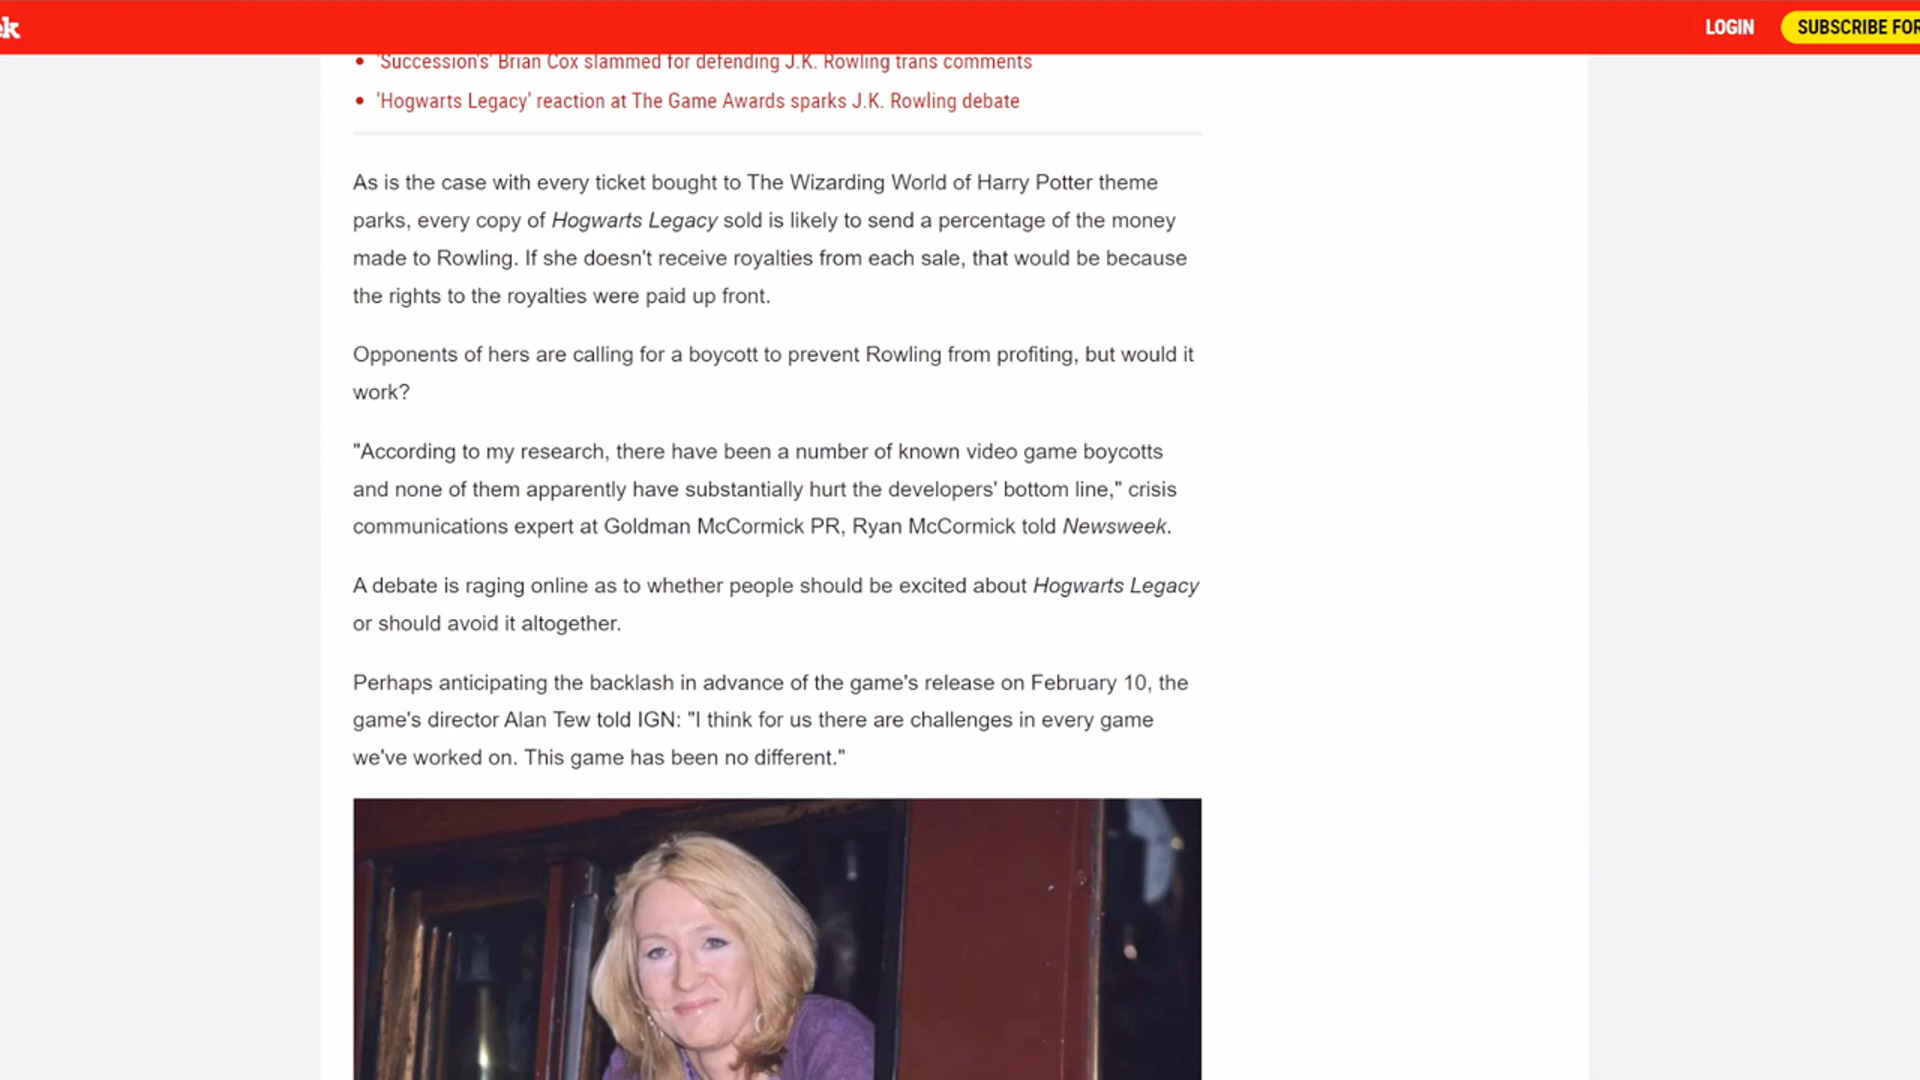 ek
LOGIN
SUBSCRIBE FOR
'Succession's' Brian Cox slammed for defending J.K. Rowling trans comments
'Hogwarts Legacy' reaction at The Game Awards sparks J.K. Rowling debate
As is the case with every ticket bought to The Wizarding World of Harry Potter theme
parks, every copy of Hogwarts Legacy sold is likely to send a percentage of the money
made to Rowling. If she doesn't receive royalties from each sale, that would be because
the rights to the royalties were paid up front.
Opponents of hers are calling for a boycott to prevent Rowling from profiting, but would it
work?
"According to my research, there have been a number of known video game boycotts
and none of them apparently have substantially hurt the developers' bottom line," crisis
communications expert at Goldman McCormick PR, Ryan McCormick told Newsweek.
A debate is raging online as to whether people should be excited about Hogwarts Legacy
or should avoid it altogether.
Perhaps anticipating the backlash in advance of the game's release on February 10, the
game's director Alan Tew told IGN: "I think for us there are challenges in every game
we've worked on. This game has been no different."